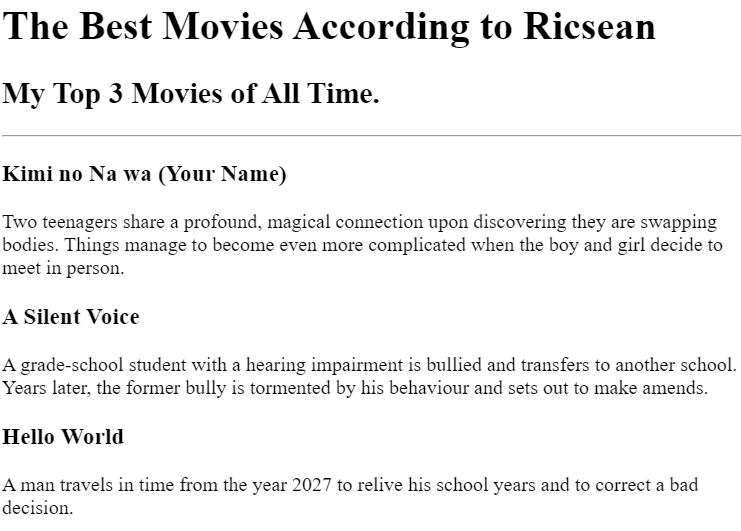 The Best Movies According to Ricsean
My Top 3 Movies of All Time.
Kimi no Na wa (Your Name)
Two teenagers share a profound, magical connection upon discovering they are swapping
bodies. Things manage to become even more complicated when the boy and girl decide to
meet in person.
A Silent Voice
A grade-school student with a hearing impairment is bullied and transfers to another school.
Years later, the former bully is tormented by his behaviour and sets out to make amends.
Hello World
A man travels in time from the year 2027 to relive his school years and to correct a bad
decision.